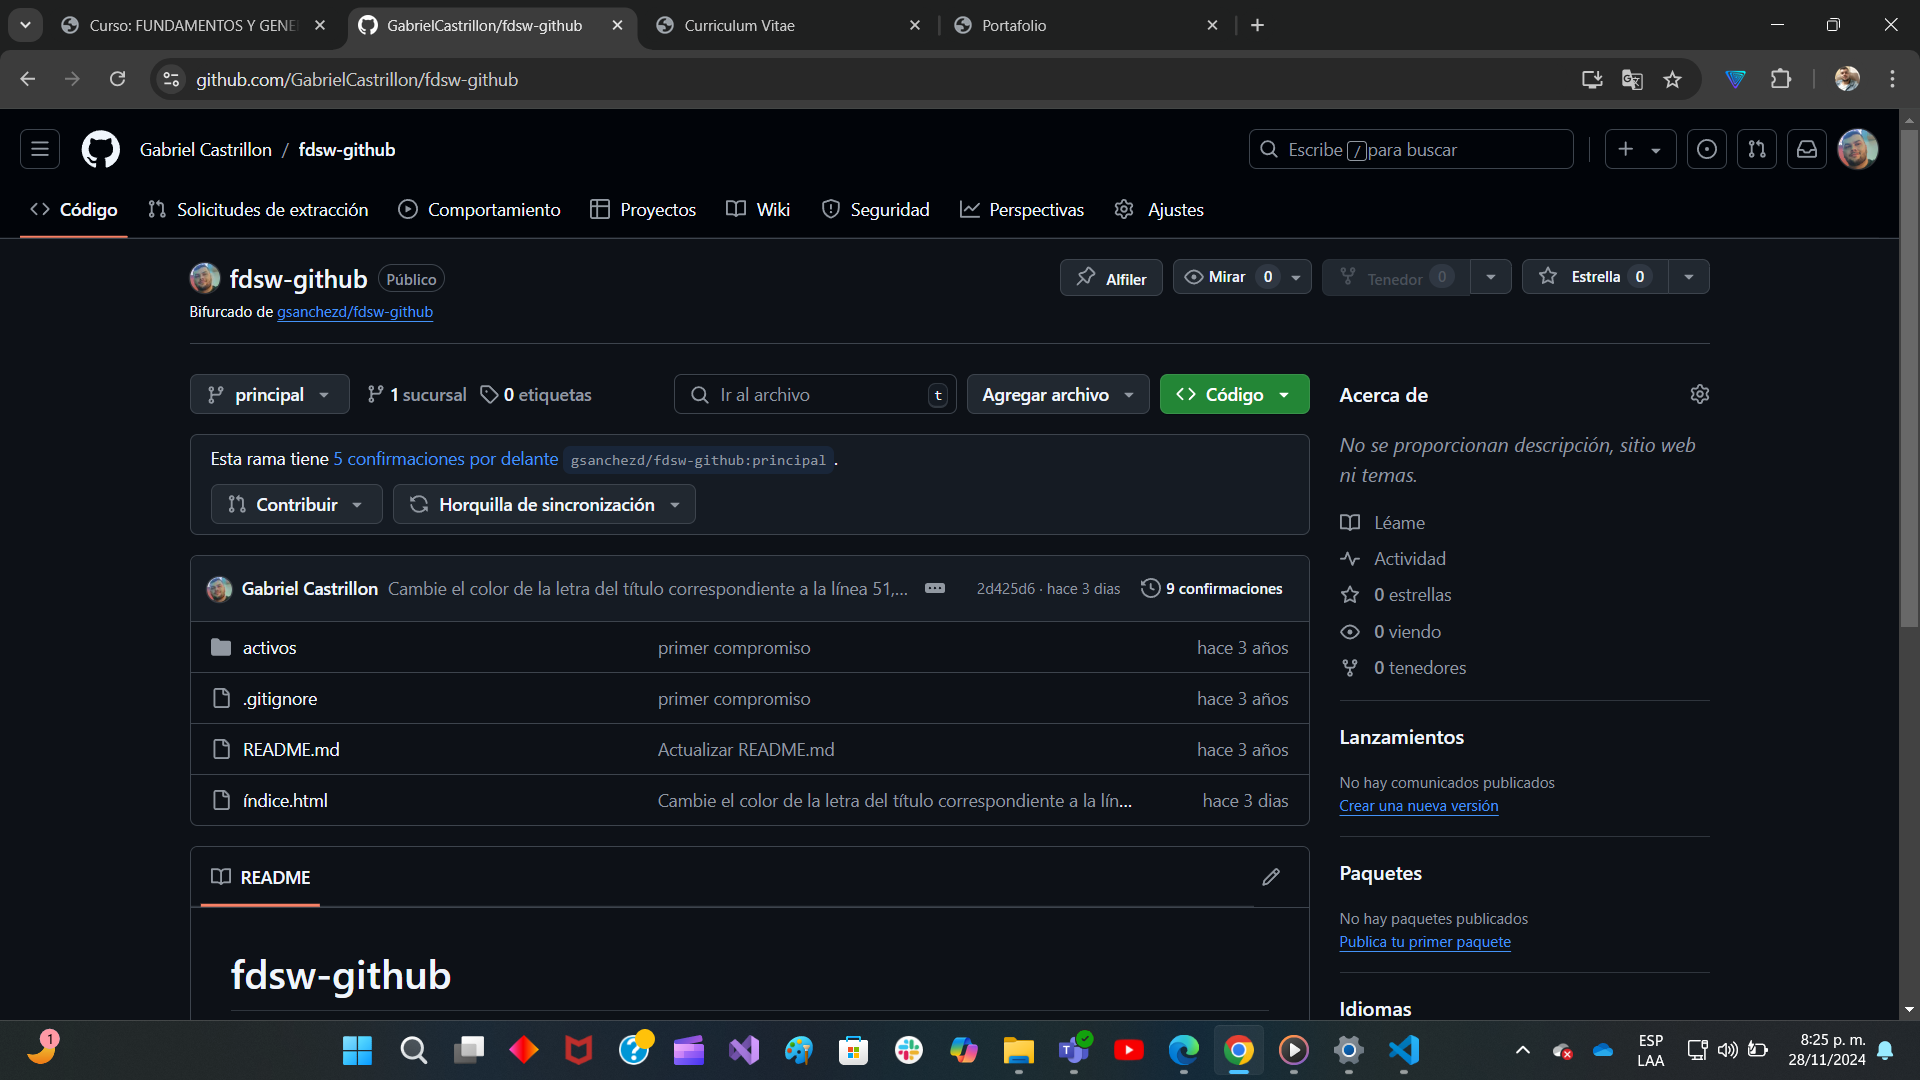 Curso: FUNDAMENTOS Y GENE
GabrielCastrillon/fdsw-github
Curriculum Vitae
Portafolio
github.com/GabrielCastrillon/fdsw-github
Gabriel Castrillon / fdsw-github
Escribe / para buscar
Código
Solicitudes de extracción
Comportamiento
Proyectos
Wiki
Seguridad
Perspectivas
Ajustes
fdsw-github
Público
Alfiler
Mirar 0
Tenedor 0
Estrella 0
Bifurcado de gsanchezd/fdsw-github
principal
1 sucursal
0 etiquetas
Ir al archivo
t
Agregar archivo
Código
Esta rama tiene 5 confirmaciones por delante gsanchezd/fdsw-github:principal .
Contribuir
Horquilla de sincronización
Gabriel Castrillon Cambie el color de la letra del título correspondiente a la línea 51,...
2d425d6 · hace 3 dias
9 confirmaciones
activos primer compromiso hace 3 años
.gitignore primer compromiso hace 3 años
README.md Actualizar README.md hace 3 años
índice.html Cambie el color de la letra del título correspondiente a la lín... hace 3 dias
README
fdsw-github
Acerca de
No se proporcionan descripción, sitio web
ni temas.
Léame
Actividad
0 estrellas
0 viendo
0 tenedores
Lanzamientos
No hay comunicados publicados
Crear una nueva versión
Paquetes
No hay paquetes publicados
Publica tu primer paquete
Idiomas
1
ESP
LAA
8:25 p. m.
28/11/2024